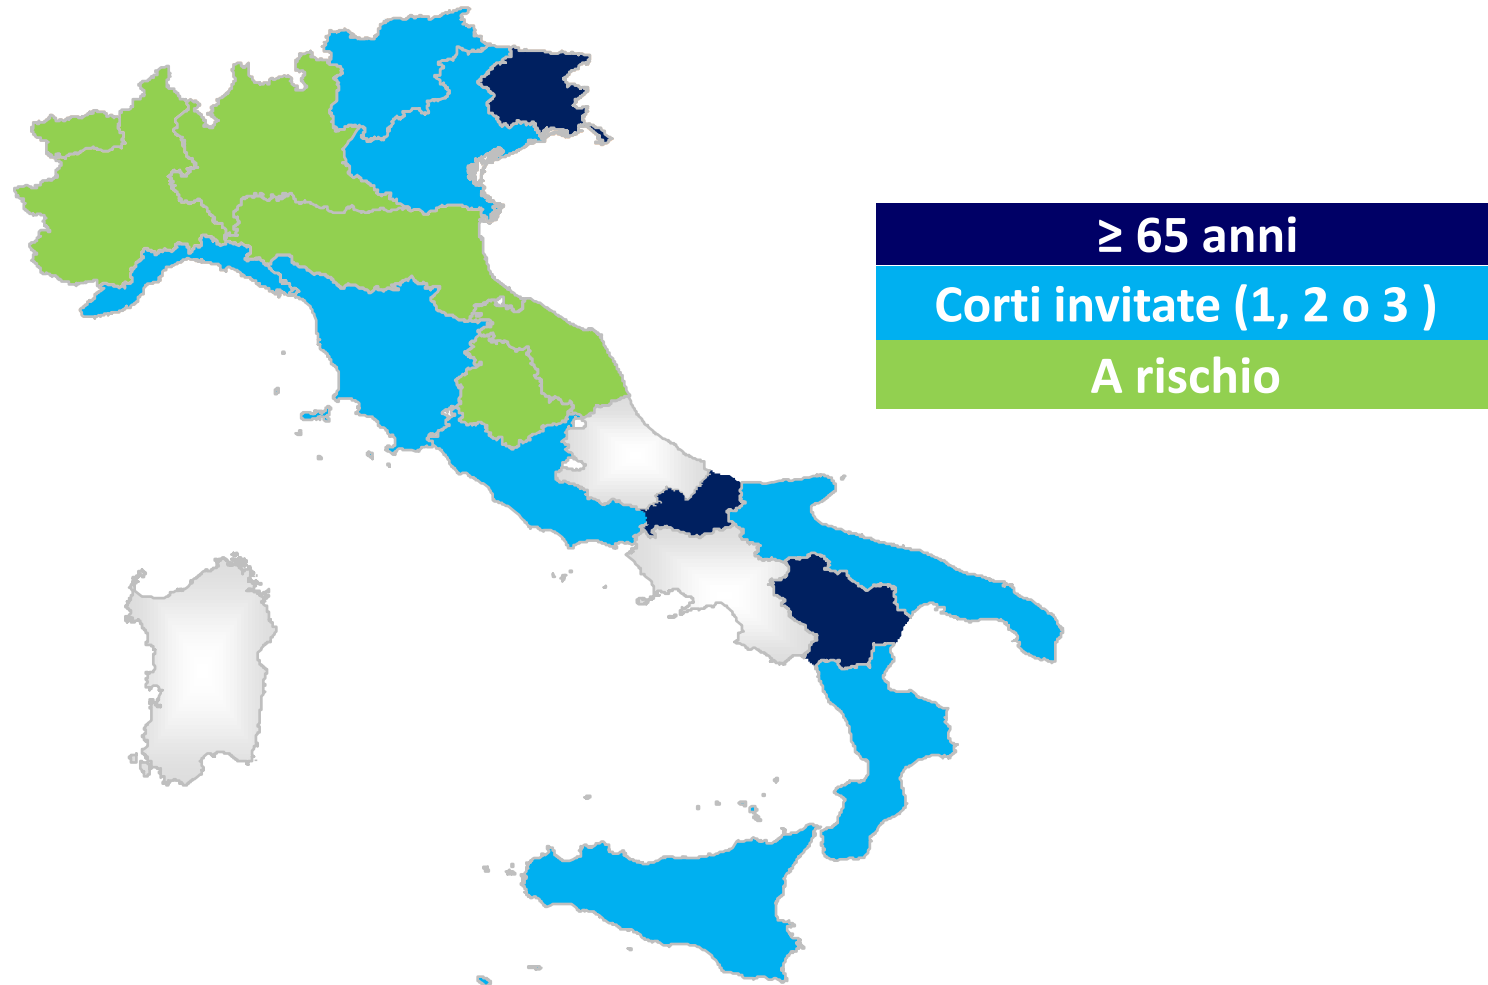 ≥ 65 anni
Corti invitate (1, 2 o 3 )
A rischio